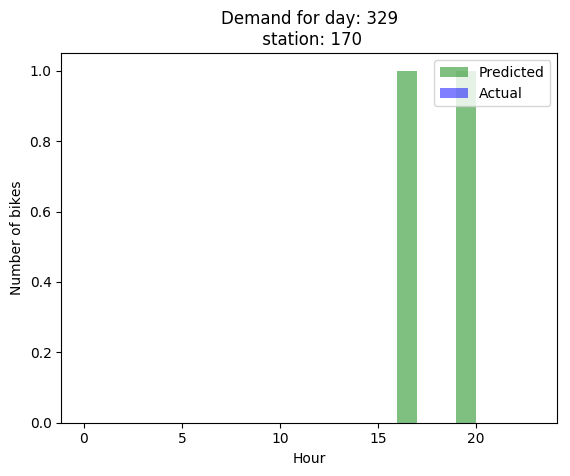 Demand for day: 329
station: 170
Predicted
Actual
Number of bikes
1.0
0.8
0.6
0.4
0.2
0.0
0 5 10 15 20
Hour